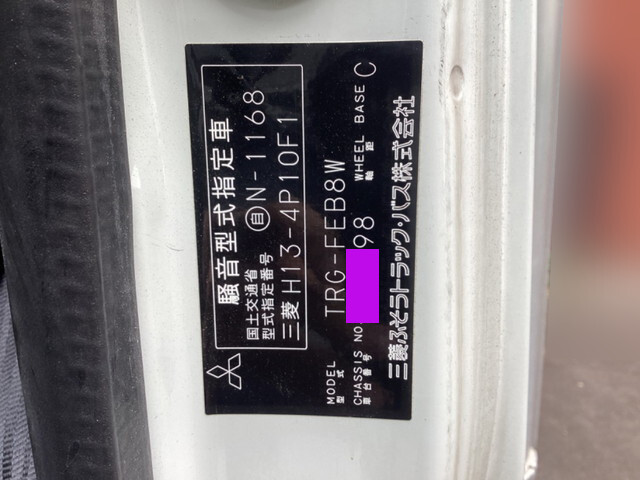 騒音型式指定車
国土交通省
型式指定番号
自 N-1168
三菱 H13-4P10F1
MODEL
型式
TRG-FEB8W
CHASSIS NO
車台番号
98
WHEEL BASE
軸距
C
三菱ふそうトラック・バス株式会社